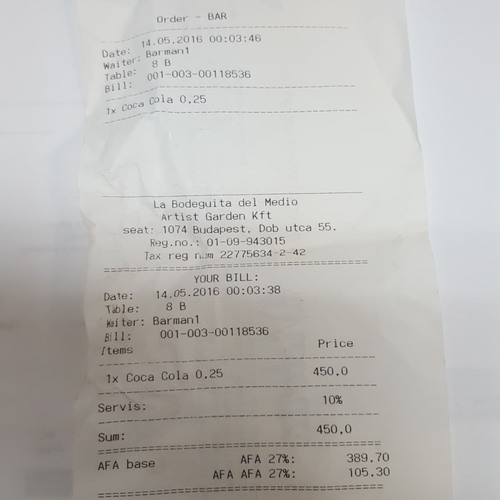 Order - BAR
Date: 14.05.2016 00:03:46
Waiter: Barman1
Table: 8 B
Bill: 001-003-00118536
1x Coca Cola 0.25
La Bodeguita del Medio
Artist Garden Kft
seat: 1074 Budapest, Dob utca 55.
Reg.no.: 01-09-943015
Tax reg num 22775634-2-42
YOUR BILL:
Date: 14.05.2016 00:03:38
Table: 8 B
Waiter: Barman1
Bill: 001-003-00118536
Items Price
1x Coca Cola 0.25 450,0
Servis: 10%
Sum: 450,0
AFA base AFA 27%: 389.70
AFA AFA 27%: 105.30